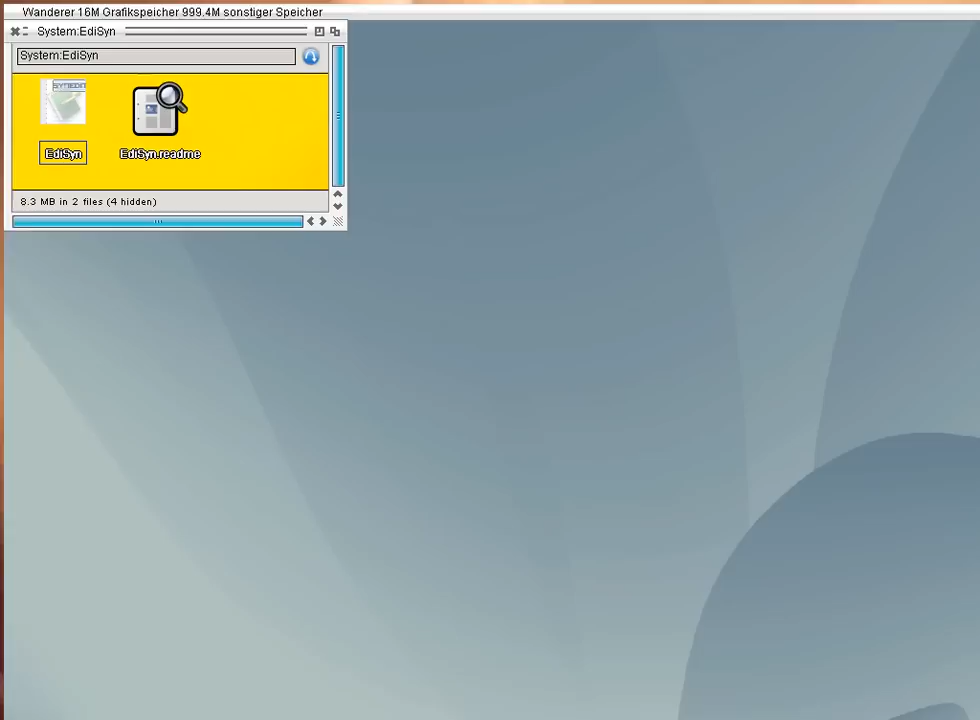 Wanderer 16M Grafikspeicher 999.4M sonstiger Speicher
System:EdiSyn
System:EdiSyn
EdiSyn
EdiSyn.readme
8.3 MB in 2 files (4 hidden)